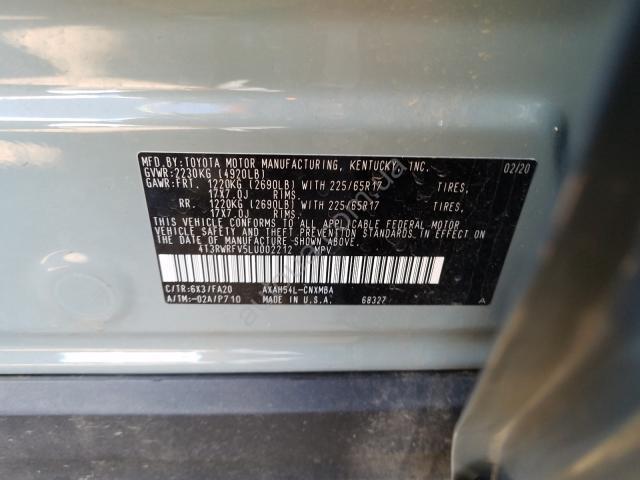 MFD. BY: TOYOTA MOTOR MANUFACTURING, KENTUCKY, INC. 02/20
GVWR: 2230KG (4920LB)
GAWR: FRT. 1220KG (2690LB) WITH 225/65R17 TIRES,
17X7.0J RIMS.
RR. 1220KG (2690LB) WITH 225/65R17 TIRES,
17X7.0J RIMS.
THIS VEHICLE CONFORMS TO ALL APPLICABLE FEDERAL MOTOR
VEHICLE SAFETY AND THEFT PREVENTION STANDARDS IN EFFECT ON
THE DATE OF MANUFACTURE SHOWN ABOVE.
4T3RWRFV5LU002212 MPV
C/TR: 6X3/FA20 AXAH54L-CNXMBA
A/TM: -02A/P710 MADE IN U.S.A. 68327 A